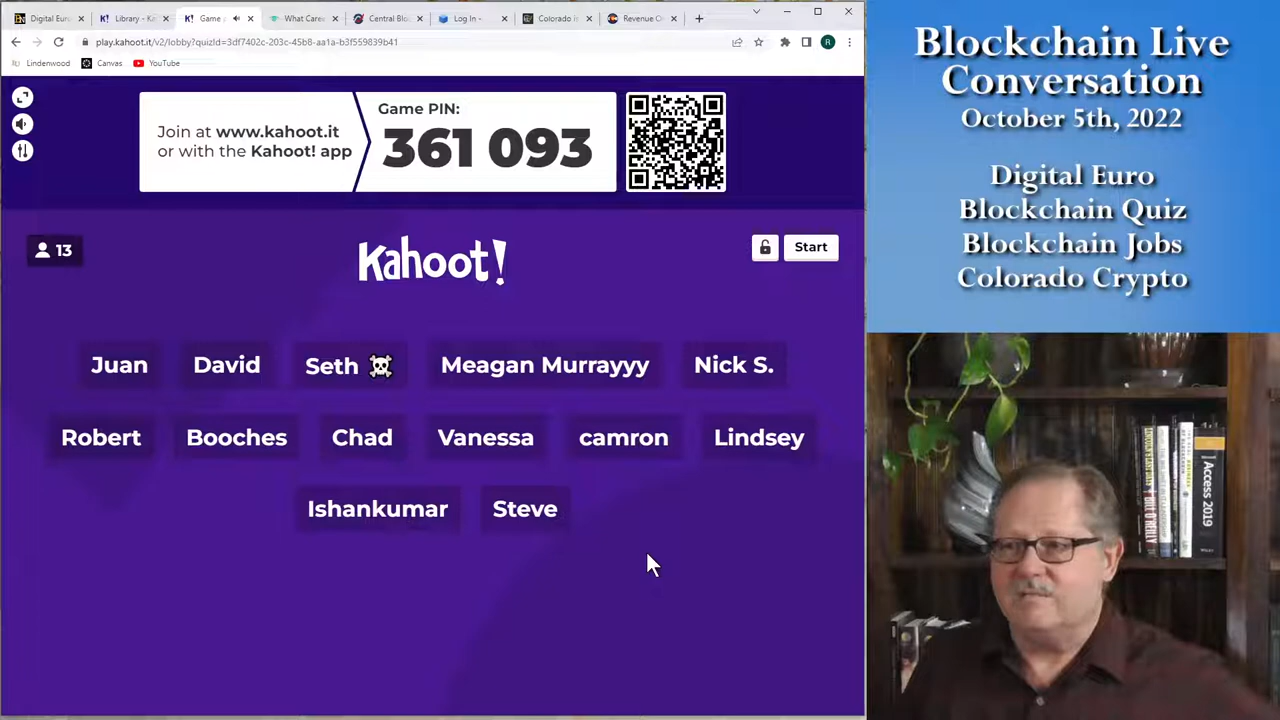 Digital Eur
Library - K
Game
What Caree
Central Blo
Log In -
Colorado i
Revenue O
play.kahoot.it/v2/lobby?quizId=3df7402c-203c-45b8-aa1a-b3f559839b41
R
Lindenwood
Canvas
YouTube
Join at www.kahoot.it
or with the Kahoot! app
Game PIN:
361 093
13
Kahoot!
Start
Juan
David
Seth ☠️
Meagan Murrayyy
Nick S.
Robert
Booches
Chad
Vanessa
camron
Lindsey
Ishankumar
Steve
Blockchain Live
Conversation
October 5th, 2022
Digital Euro
Blockchain Quiz
Blockchain Jobs
Colorado Crypto
Access 2019